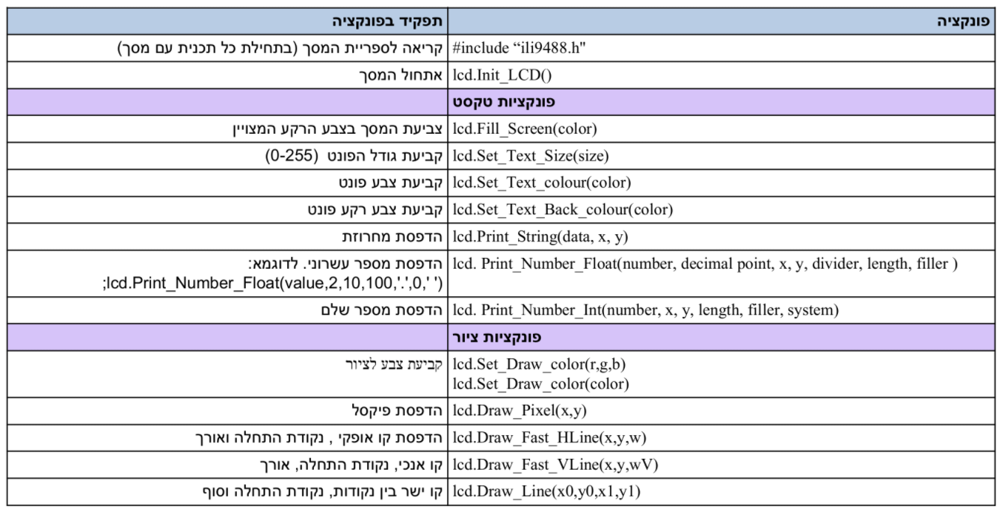 פונקציה
תפקיד בפונקציה
#include “ili9488.h"
קריאה לספריית המסך (בתחילת כל תכנית עם מסך)
lcd.Init_LCD()
אתחול המסך
פונקציות טקסט
lcd.Fill_Screen(color)
צביעת המסך בצבע הרקע המצויין
lcd.Set_Text_Size(size)
קביעת גודל הפונט (0-255)
lcd.Set_Text_colour(color)
קביעת צבע פונט
lcd.Set_Text_Back_colour(color)
קביעת צבע רקע פונט
lcd.Print_String(data, x, y)
הדפסת מחרוזת
lcd. Print_Number_Float(number, decimal point, x, y, divider, length, filler )
הדפסת מספר עשרוני. לדוגמא:
;lcd.Print_Number_Float(value,2,10,100,'.',0,' ')
lcd. Print_Number_Int(number, x, y, length, filler, system)
הדפסת מספר שלם
פונקציות ציור
lcd.Set_Draw_color(r,g,b)
lcd.Set_Draw_color(color)
קביעת צבע לציור
lcd.Draw_Pixel(x,y)
הדפסת פיקסל
lcd.Draw_Fast_HLine(x,y,w)
הדפסת קו אופקי , נקודת התחלה ואורך
lcd.Draw_Fast_VLine(x,y,wV)
קו אנכי, נקודת התחלה, אורך
lcd.Draw_Line(x0,y0,x1,y1)
קו ישר בין נקודות, נקודת התחלה וסוף